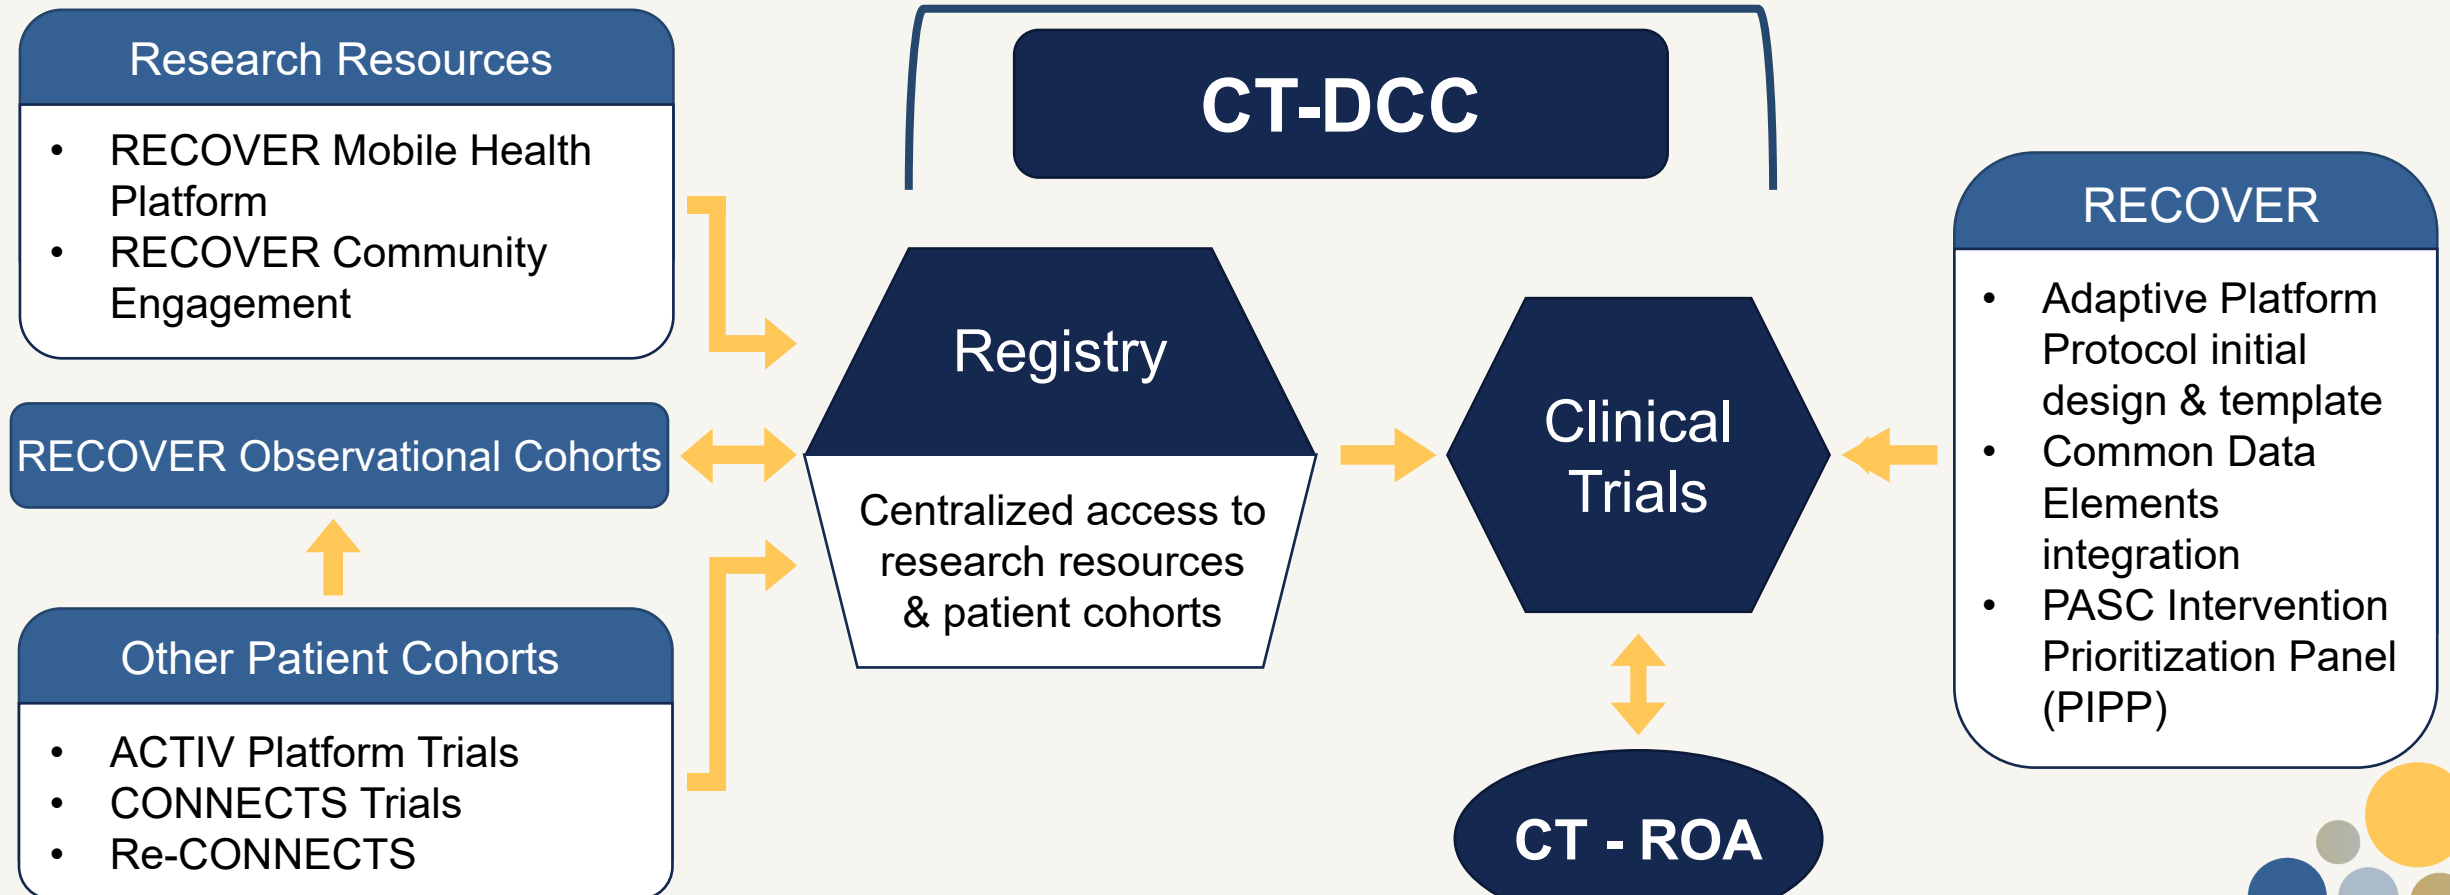 Research Resources
• RECOVER Mobile Health
Platform
• RECOVER Community
Engagement
RECOVER Observational Cohorts
Other Patient Cohorts
• ACTIV Platform Trials
• CONNECTS Trials
• Re-CONNECTS
CT-DCC
Registry
Centralized access to
research resources
& patient cohorts
Clinical
Trials
CT - ROA
RECOVER
• Adaptive Platform
Protocol initial
design & template
• Common Data
Elements
integration
• PASC Intervention
Prioritization Panel
(PIPP)